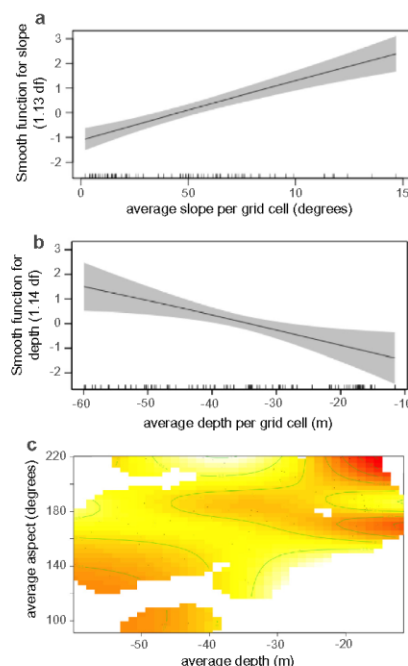 a
Smooth function for slope
(1.13 df)
3
2
1
0
-1
-2
0
50
10
15
average slope per grid cell (degrees)
b
Smooth function for
depth (1.14 df)
3
2
1
0
-1
-2
-60
-50
-40
-30
-20
-10
average depth per grid cell (m)
c
average aspect (degrees)
220
180
140
100
-50
-40
-30
-20
average depth (m)